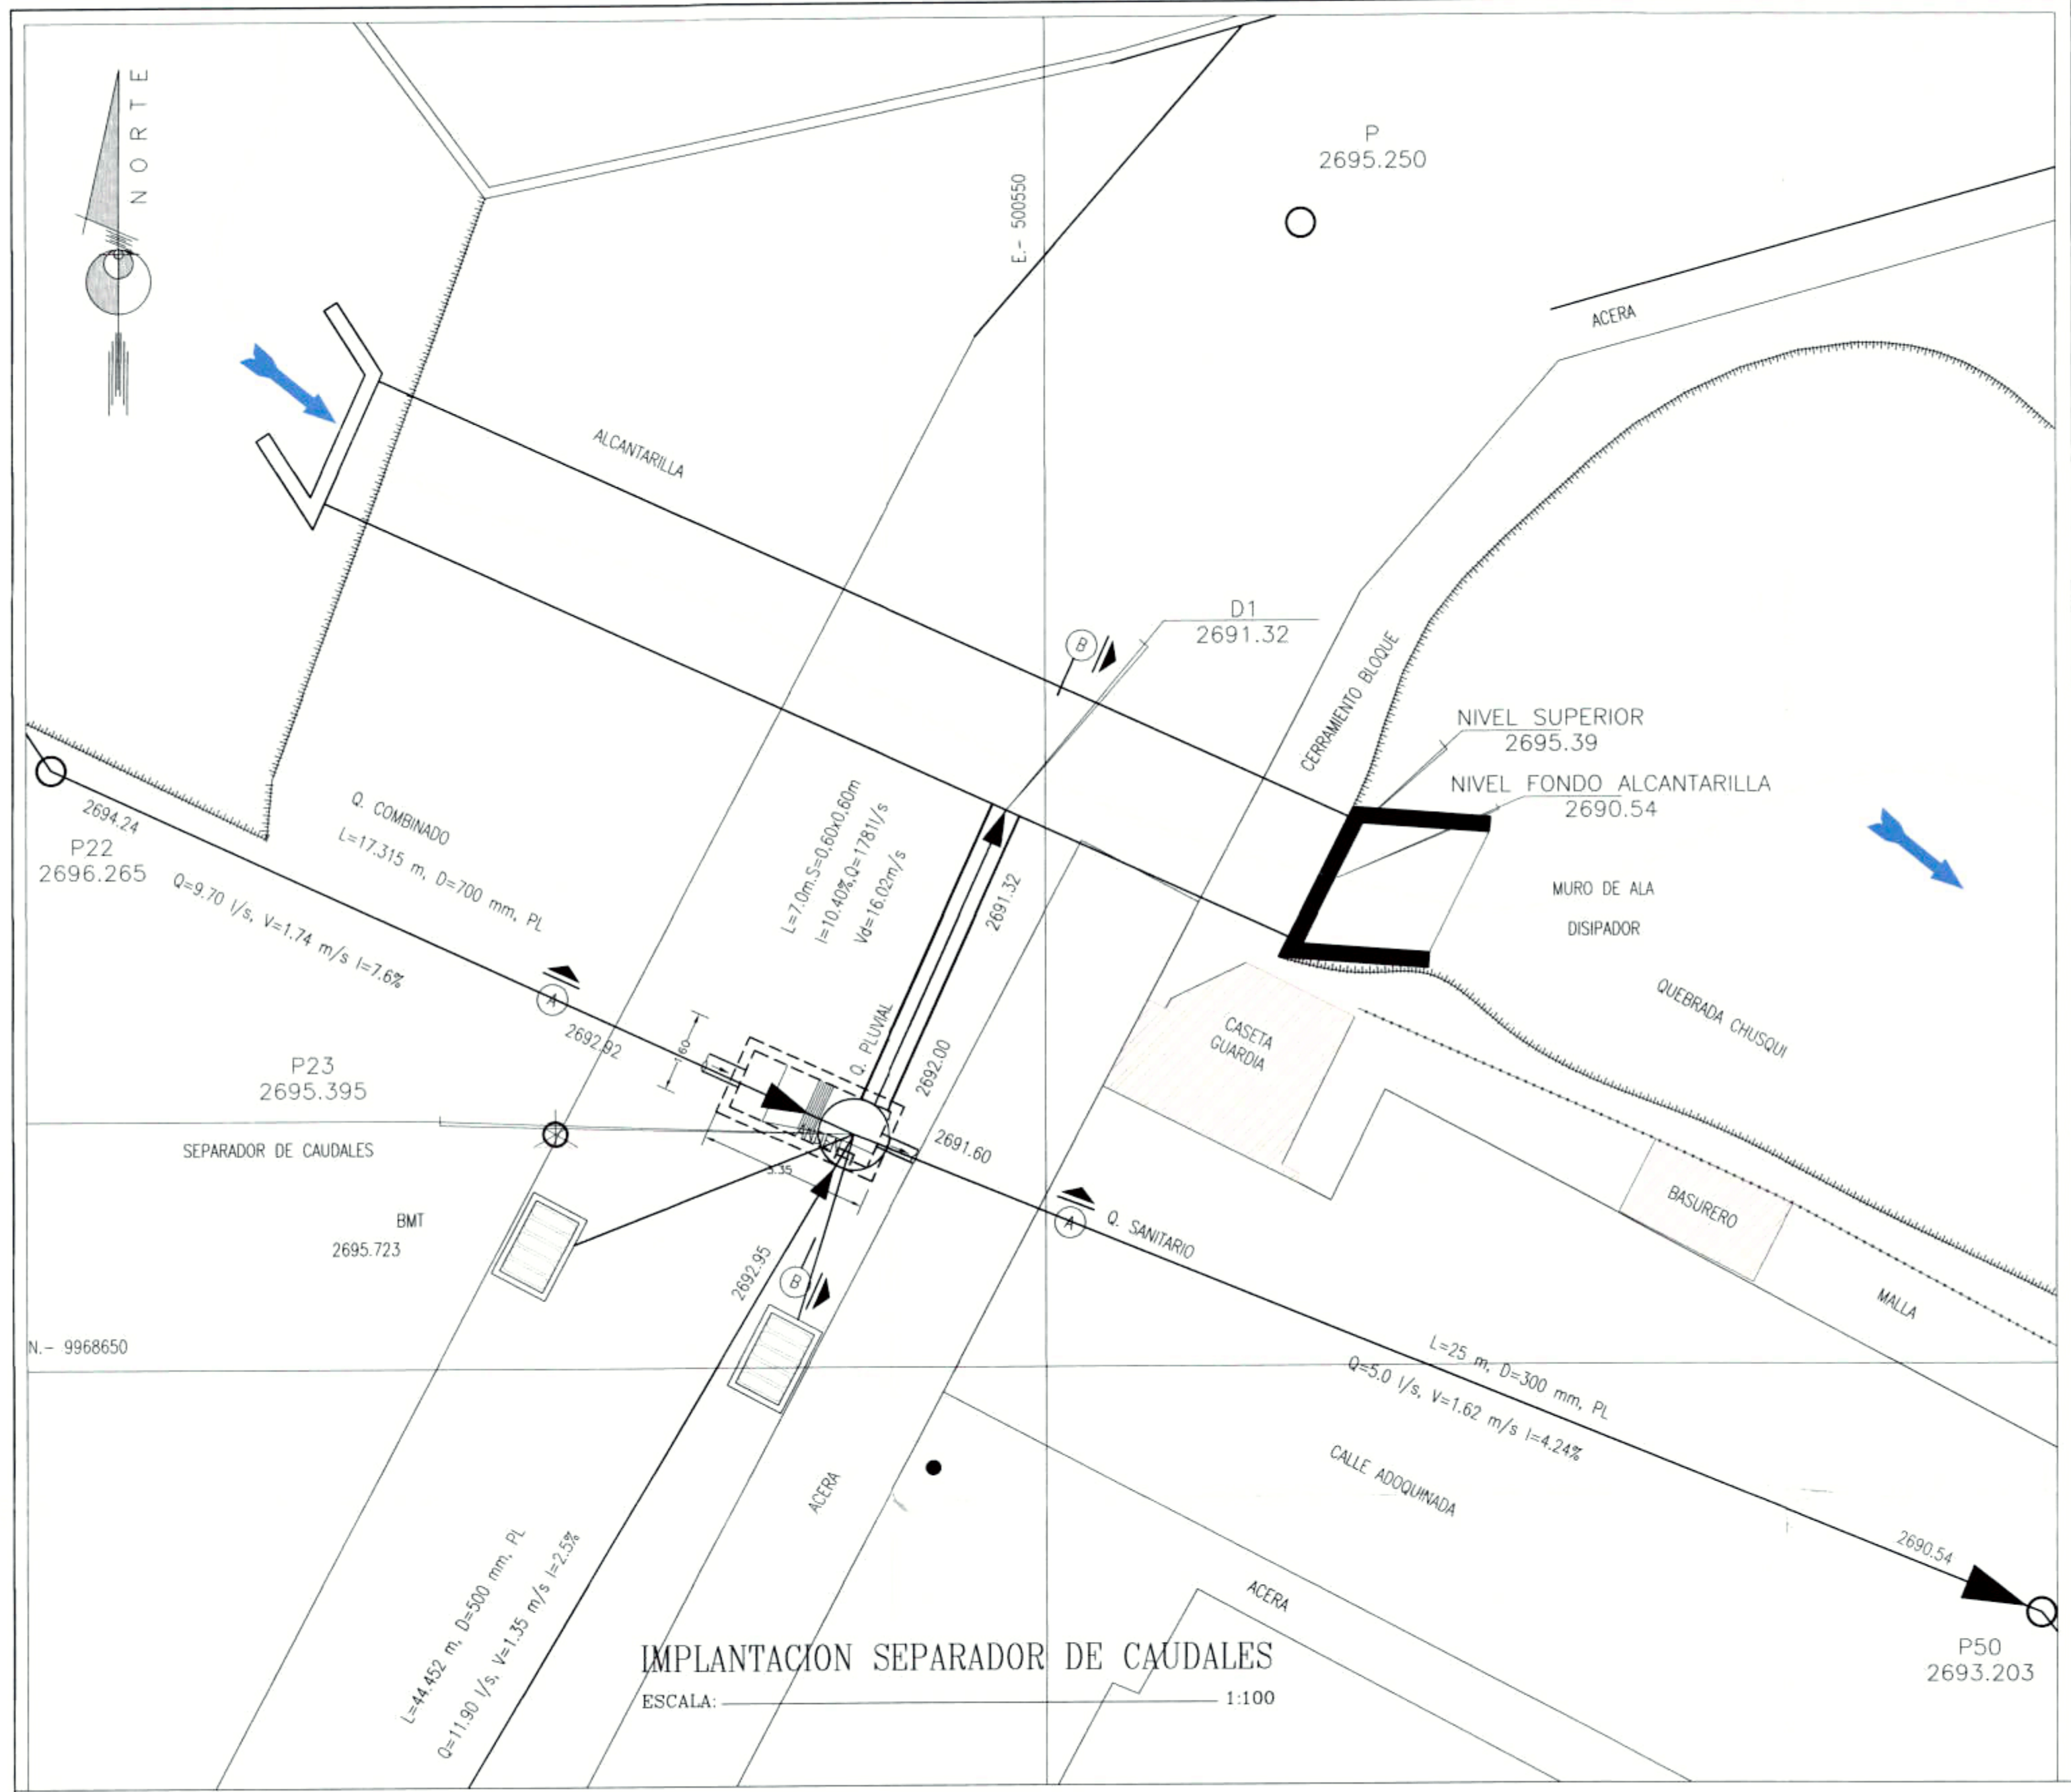 NORTE
P
2695.250
E.- 500550
ACERA
ALCANTARILLA
D1
2691.32
B
CERRAMIENTO BLOQUE
NIVEL SUPERIOR
2695.39
NIVEL FONDO ALCANTARILLA
2690.54
MURO DE ALA
DISIPADOR
QUEBRADA CHUSQUI
2694.24
P22
2696.265
Q. COMBINADO
L=17.315 m, D=700 mm, PL
Q=9.70 l/s, V=1.74 m/s I=7.6%
L=7.0m.S=0.60x0.60m
I=10.40%,Q=1781l/s
Vd=16.02m/s
2691.32
A
2692.92
1.60
Q. PLUVIAL
2692.00
CASETA
GUARDIA
P23
2695.395
SEPARADOR DE CAUDALES
2691.60
3.35
BMT
2695.723
2692.95
B
A
Q. SANITARIO
BASURERO
MALLA
N.- 9968650
L=25 m, D=300 mm, PL
Q=5.0 l/s, V=1.62 m/s I=4.24%
CALLE ADOQUINADA
ACERA
L=44.452 m, D=500 mm, PL
Q=11.90 l/s, V=1.35 m/s I=2.5%
2690.54
ACERA
P50
2693.203
IMPLANTACION SEPARADOR DE CAUDALES
ESCALA: 1:100